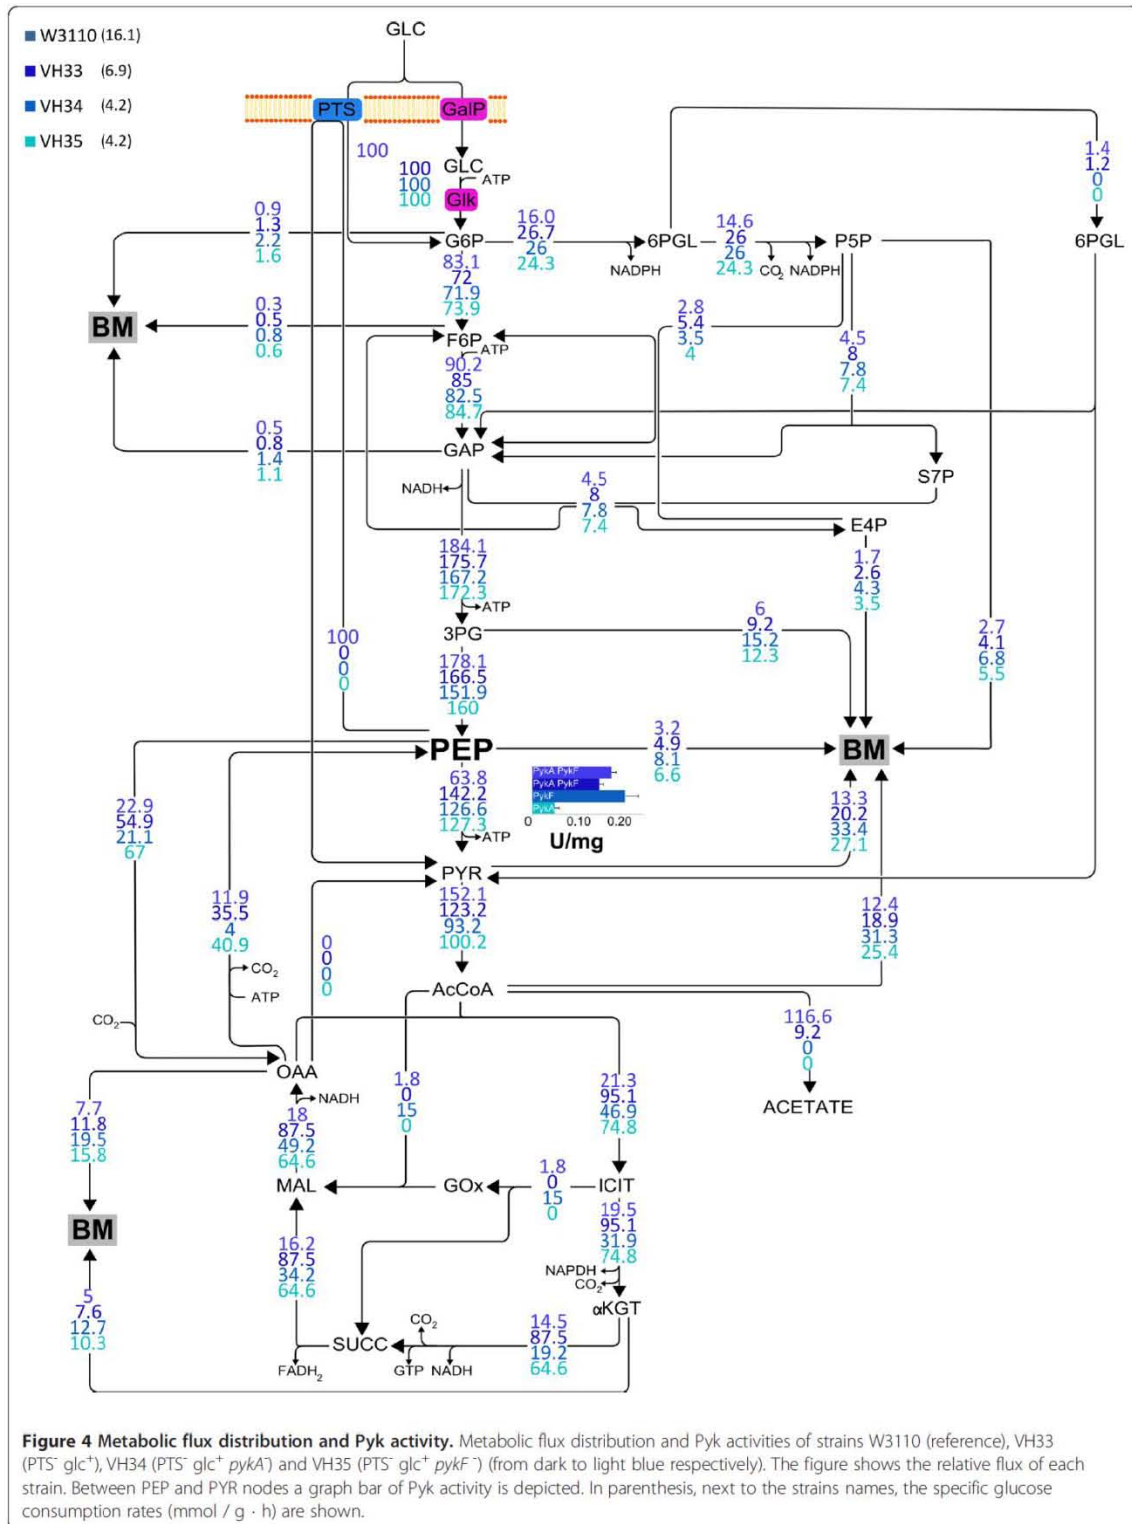 W3110 (16.1)
VH33 (6.9)
VH34 (4.2)
VH35 (4.2)
GLC
PTS
GalP
100
GLC
100
100
100
ATP
Glk
1.4
1.2
0
0
0.9
1.3
2.2
1.6
G6P
16.0
26.7
26
24.3
NADPH
6PGL
14.6
26
26
24.3
CO2
NADPH
P5P
6PGL
83.1
72
71.9
73.9
BM
0.3
0.5
0.8
0.6
F6P
ATP
2.8
5.4
3.5
4
4.5
8
7.8
7.4
90.2
85
82.5
84.7
0.5
0.8
1.4
1.1
GAP
NADH
S7P
4.5
8
7.8
7.4
E4P
184.1
175.7
167.2
172.3
ATP
1.7
2.6
4.3
3.5
3PG
6
9.2
15.2
12.3
2.7
4.1
6.8
5.5
100
0
0
0
178.1
166.5
151.9
160
PEP
3.2
4.9
8.1
6.6
BM
63.8
142.2
126.6
127.3
ATP
PykA PykF
PykA PykF
PykF
PykA
0 0.10 0.20
U/mg
22.9
54.9
21.1
67
13.3
20.2
33.4
27.1
PYR
11.9
35.5
4
40.9
CO2
ATP
152.1
123.2
93.2
100.2
12.4
18.9
31.3
25.4
0
0
0
0
AcCoA
CO2
116.6
9.2
0
0
ACETATE
OAA
NADH
7.7
11.8
19.5
15.8
18
87.5
49.2
64.6
1.8
0
15
0
21.3
95.1
46.9
74.8
MAL
GOx
1.8
0
15
0
ICIT
BM
16.2
87.5
34.2
64.6
19.5
95.1
31.9
74.8
NAPDH
CO2
αKGT
5
7.6
12.7
10.3
SUCC
FADH2
CO2
GTP
NADH
14.5
87.5
19.2
64.6
Figure 4 Metabolic flux distribution and Pyk activity. Metabolic flux distribution and Pyk activities of strains W3110 (reference), VH33
(PTS- glc+), VH34 (PTS- glc+ pykA-) and VH35 (PTS- glc+ pykF -) (from dark to light blue respectively). The figure shows the relative flux of each
strain. Between PEP and PYR nodes a graph bar of Pyk activity is depicted. In parenthesis, next to the strains names, the specific glucose
consumption rates (mmol / g · h) are shown.